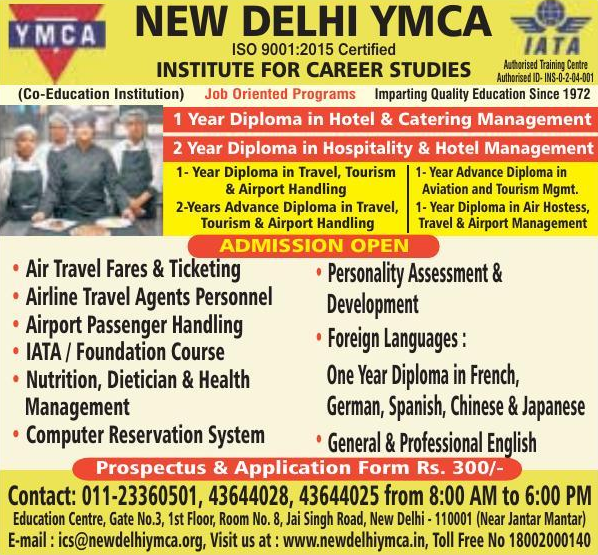 YMCA
NEW DELHI YMCA
ISO 9001:2015 Certified
INSTITUTE FOR CAREER STUDIES
IATA
Authorised Training Centre
Authorised ID- INS-0-2-04-001
(Co-Education Institution) Job Oriented Programs Imparting Quality Education Since 1972
1 Year Diploma in Hotel & Catering Management
2 Year Diploma in Hospitality & Hotel Management
1- Year Diploma in Travel, Tourism
& Airport Handling
2-Years Advance Diploma in Travel,
Tourism & Airport Handling
1- Year Advance Diploma in
Aviation and Tourism Mgmt.
1- Year Diploma in Air Hostess,
Travel & Airport Management
ADMISSION OPEN
• Air Travel Fares & Ticketing
• Airline Travel Agents Personnel
• Airport Passenger Handling
• IATA / Foundation Course
• Nutrition, Dietician & Health
Management
• Computer Reservation System
• Personality Assessment &
Development
• Foreign Languages :
One Year Diploma in French,
German, Spanish, Chinese & Japanese
• General & Professional English
Prospectus & Application Form Rs. 300/-
Contact: 011-23360501, 43644028, 43644025 from 8:00 AM to 6:00 PM
Education Centre, Gate No.3, 1st Floor, Room No. 8, Jai Singh Road, New Delhi - 110001 (Near Jantar Mantar)
E-mail : ics@newdelhiymca.org, Visit us at : www.newdelhiymca.in, Toll Free No 18002000140